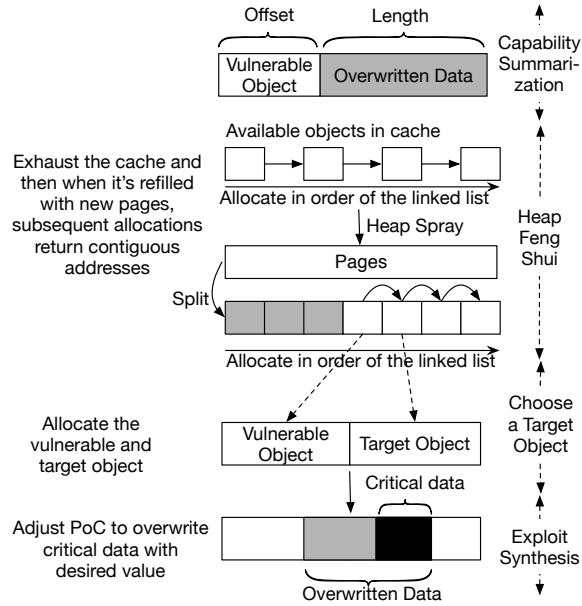 Offset
Length
Vulnerable
Object
Overwritten Data
Capability
Summari-
zation
Available objects in cache
Exhaust the cache and
then when it's refilled
with new pages,
subsequent allocations
return contiguous
addresses
Allocate in order of the linked list
Heap Spray
Pages
Split
Allocate in order of the linked list
Heap
Feng
Shui
Allocate the
vulnerable and
target object
Vulnerable
Object
Target Object
Choose
a Target
Object
Critical data
Adjust PoC to overwrite
critical data with
desired value
Overwritten Data
Exploit
Synthesis